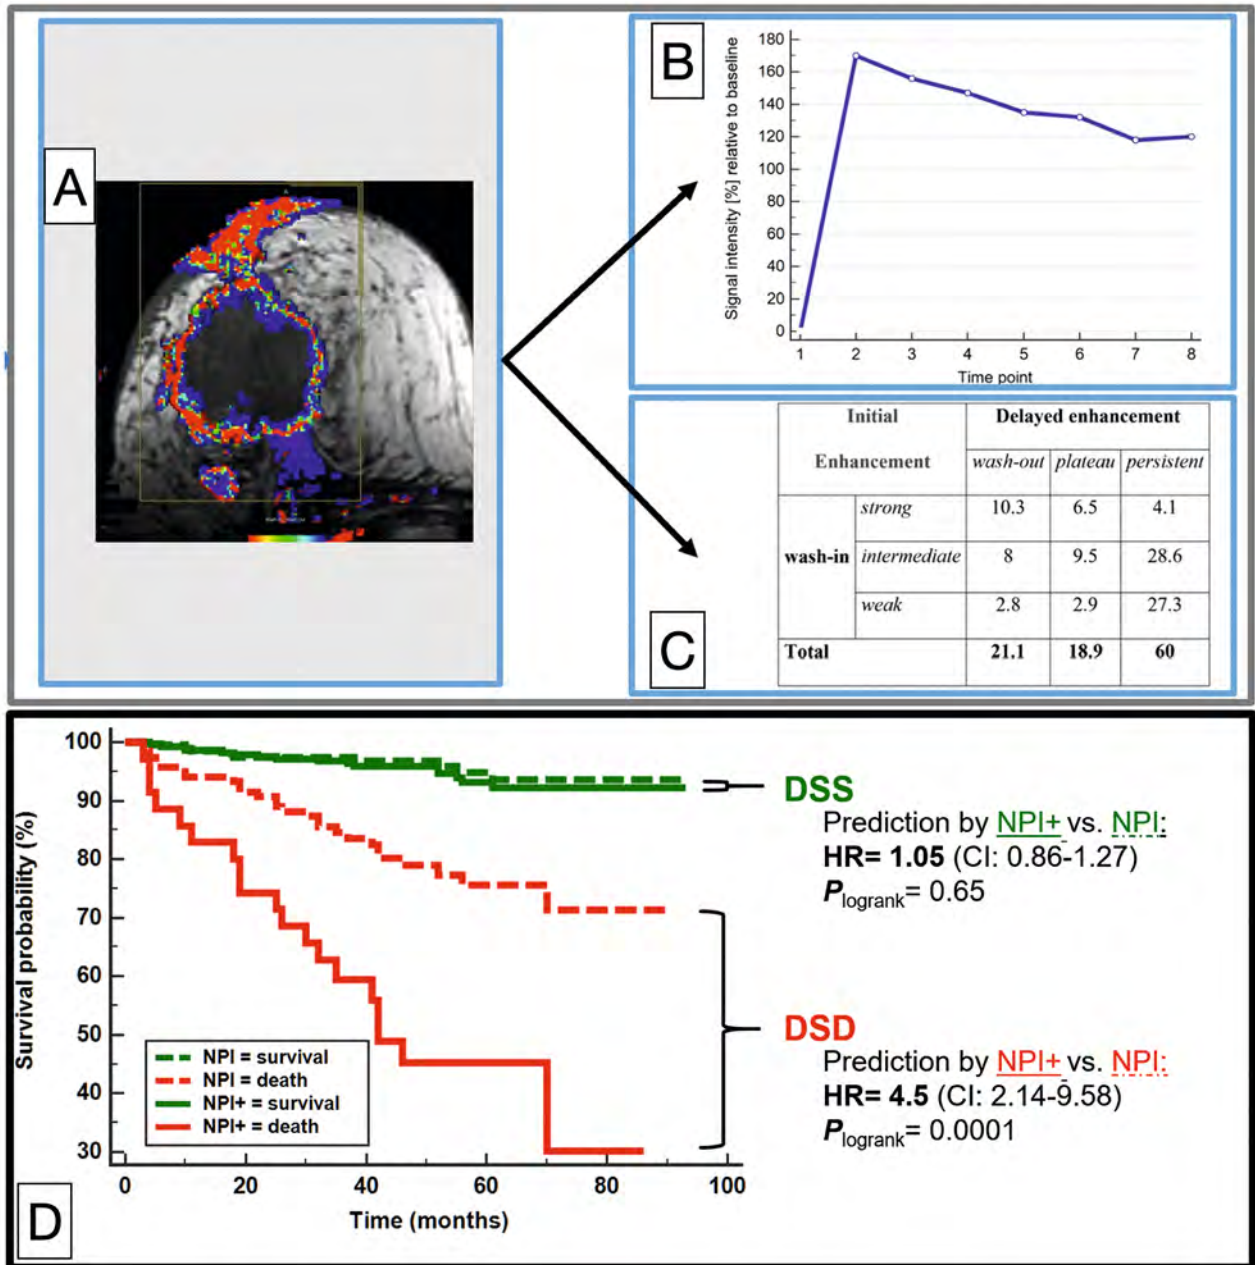 A
B
Signal intensity [%] relative to baseline
180
160
140
120
100
80
60
40
20
0
1 2 3 4 5 6 7 8
Time point
C
Initial Enhancement Delayed enhancement
wash-out plateau persistent
wash-in strong 10.3 6.5 4.1
intermediate 8 9.5 28.6
weak 2.8 2.9 27.3
Total 21.1 18.9 60
D
Survival probability (%)
100
90
80
70
60
50
40
30
0 20 40 60 80 100
Time (months)
NPI = survival
NPI = death
NPI+ = survival
NPI+ = death
DSS
Prediction by NPI+ vs. NPI:
HR= 1.05 (CI: 0.86-1.27)
Plogrank= 0.65
DSD
Prediction by NPI+ vs. NPI:
HR= 4.5 (CI: 2.14-9.58)
Plogrank= 0.0001